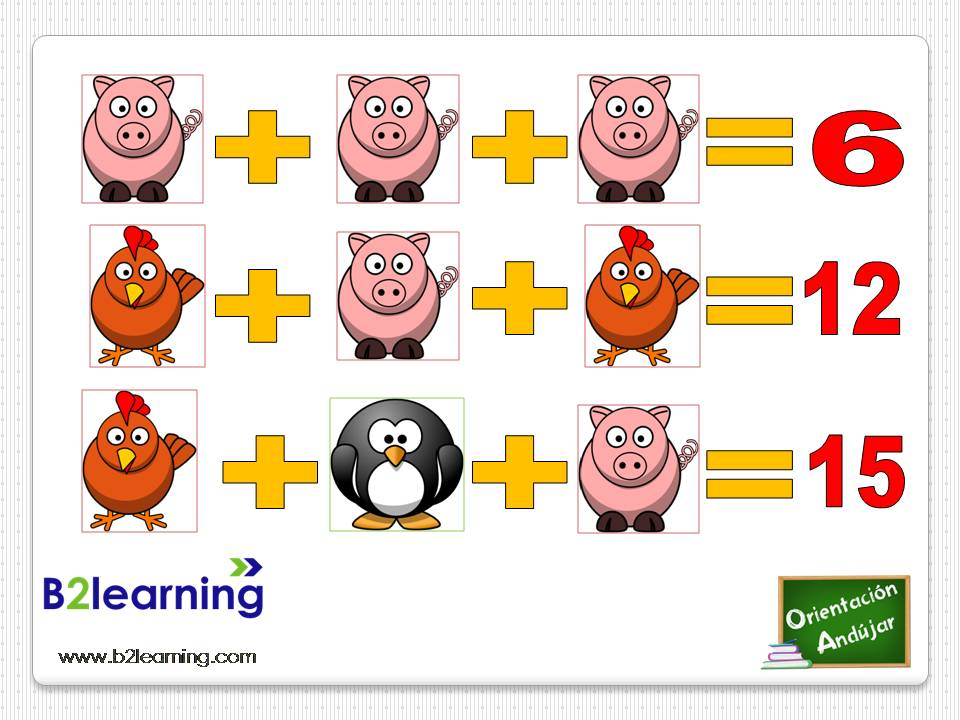 + + = 6
+ + = 12
+ + = 15
B2learning
www.b2learning.com
Orientación
Andújar